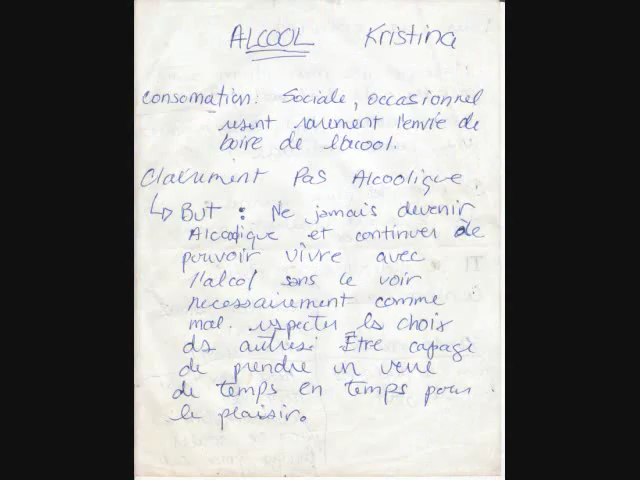 ALCOOL Kristina
consomation: Sociale, occasionnel
resent rarement l'envie de
boire de l'alcool.
Clairement Pas Alcoolique
↳ But : Ne jamais devenir
Alcoolique et continuer de
pouvoir vivre avec
l'alcol sans le voir
necessairement comme
mal. respecter les choix
ds autres. Être capage
de prendre un verre
de temps en temps pour
le plaisir.